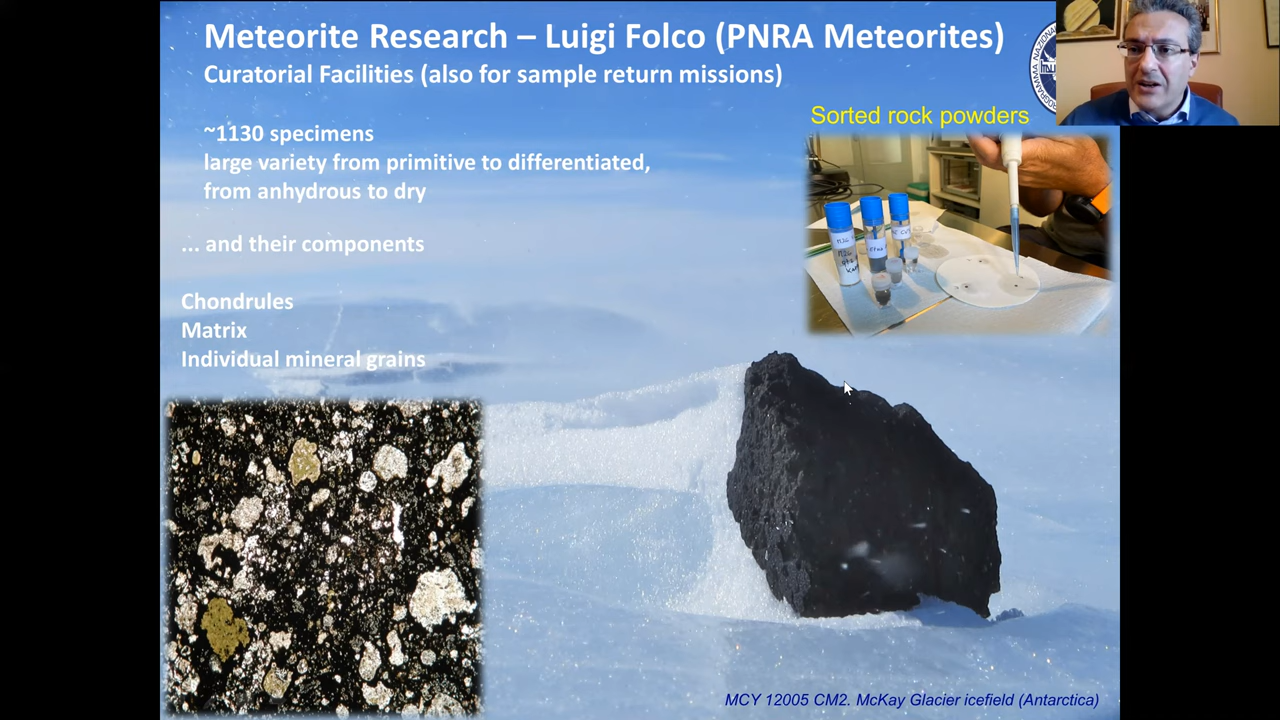 Meteorite Research – Luigi Folco (PNRA Meteorites)
Curatorial Facilities (also for sample return missions)
Sorted rock powders
~1130 specimens
large variety from primitive to differentiated,
from anhydrous to dry
... and their components
Chondrules
Matrix
Individual mineral grains
MCY 12005 CM2. McKay Glacier icefield (Antarctica)